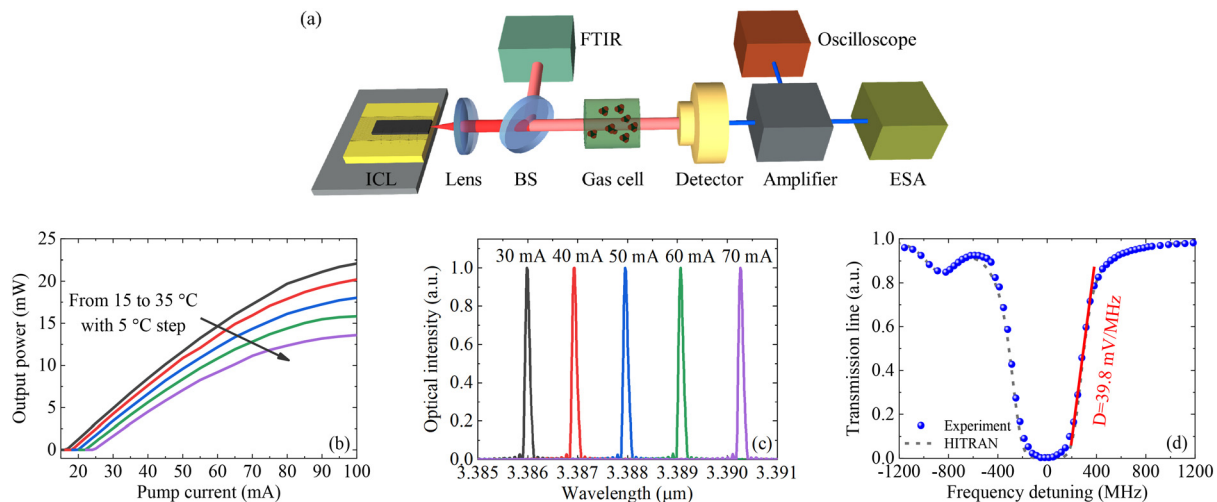 (a)
FTIR
Oscilloscope
ICL
Lens
BS
Gas cell
Detector
Amplifier
ESA
25
20
15
10
5
0
Output power (mW)
From 15 to 35 °C
with 5 °C step
(b)
20 30 40 50 60 70 80 90 100
Pump current (mA)
1.0
0.8
0.6
0.4
0.2
0.0
Optical intensity (a.u.)
30 mA 40 mA 50 mA 60 mA 70 mA
(c)
3.385 3.386 3.387 3.388 3.389 3.390 3.391
Wavelength (μm)
1.0
0.8
0.6
0.4
0.2
0.0
Transmission line (a.u.)
D=39.8 mV/MHz
Experiment
HITRAN
(d)
-1200 -800 -400 0 400 800 1200
Frequency detuning (MHz)